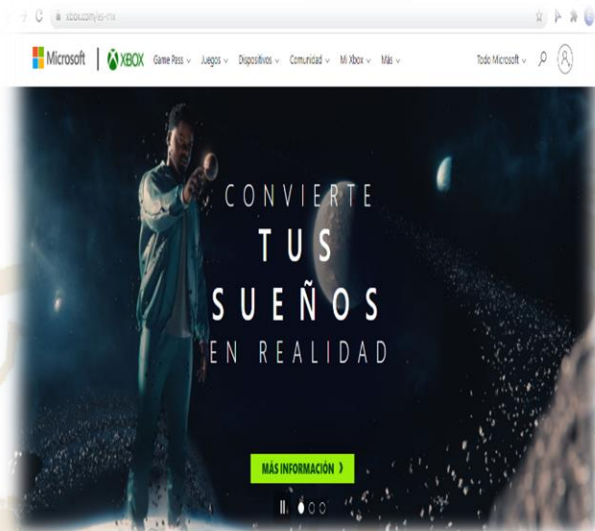 xbox.com/es-mx
Microsoft XBOX Game Pass Juegos Dispositivos Comunidad Mi Xbox Más Todo Microsoft
CONVIERTE
TUS
SUEÑOS
EN REALIDAD
MÁS INFORMACIÓN